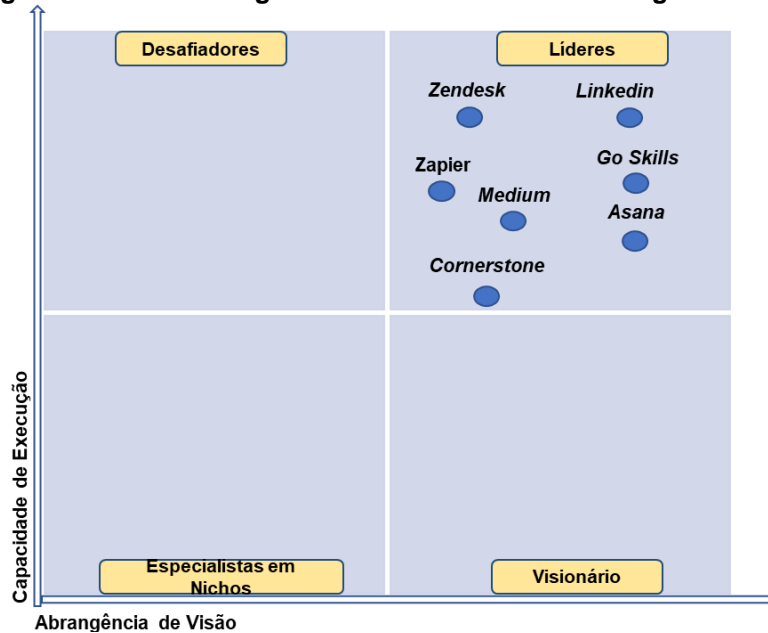 Desafiadores
Líderes
Zendesk
Linkedin
Zapier
Go Skills
Medium
Asana
Cornerstone
Capacidade de Execução
Especialistas em
Nichos
Visionário
Abrangência de Visão